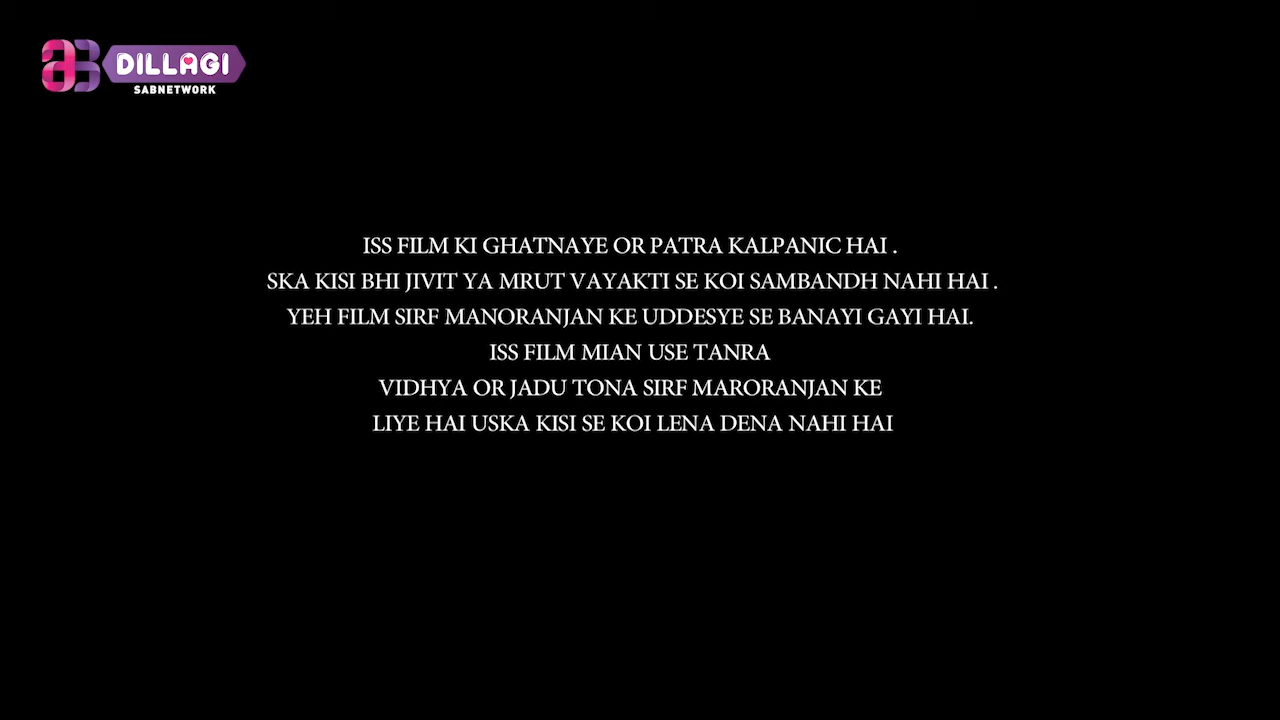 DILLAGI
SABNETWORK
ISS FILM KI GHATNAYE OR PATRA KALPANIC HAI .
SKA KISI BHI JIVIT YA MRUT VAYAKTI SE KOI SAMBANDH NAHI HAI .
YEH FILM SIRF MANORANJAN KE UDDESYE SE BANAYI GAYI HAI.
ISS FILM MIAN USE TANRA
VIDHYA OR JADU TONA SIRF MARORANJAN KE
LIYE HAI USKA KISI SE KOI LENA DENA NAHI HAI